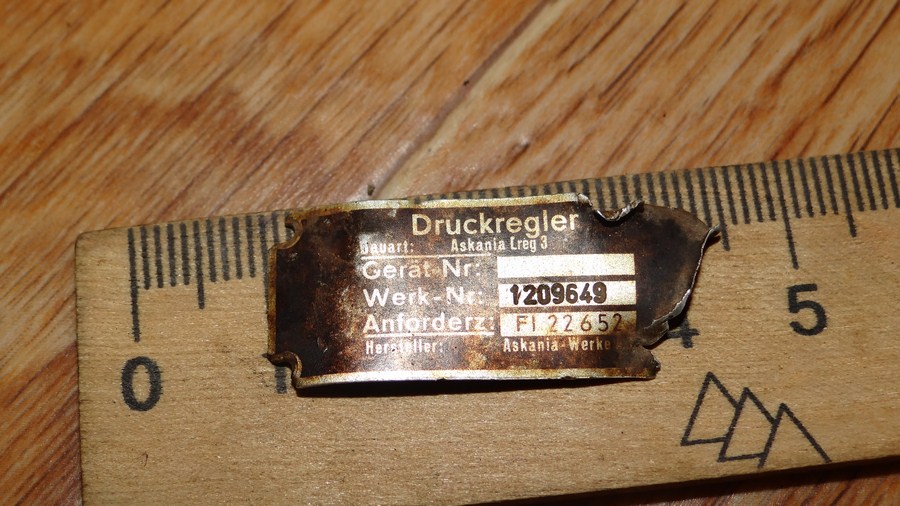 Druckregler
Bauart: Askania Lreg 3
Gerät-Nr:
Werk-Nr: 1209649
Anforderz: Fl 22652
Hersteller: Askania-Werke
0
4
5